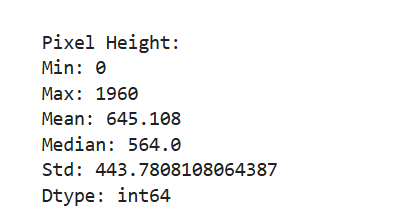 Pixel Height:
Min: 0
Max: 1960
Mean: 645.108
Median: 564.0
Std: 443.7808108064387
Dtype: int64